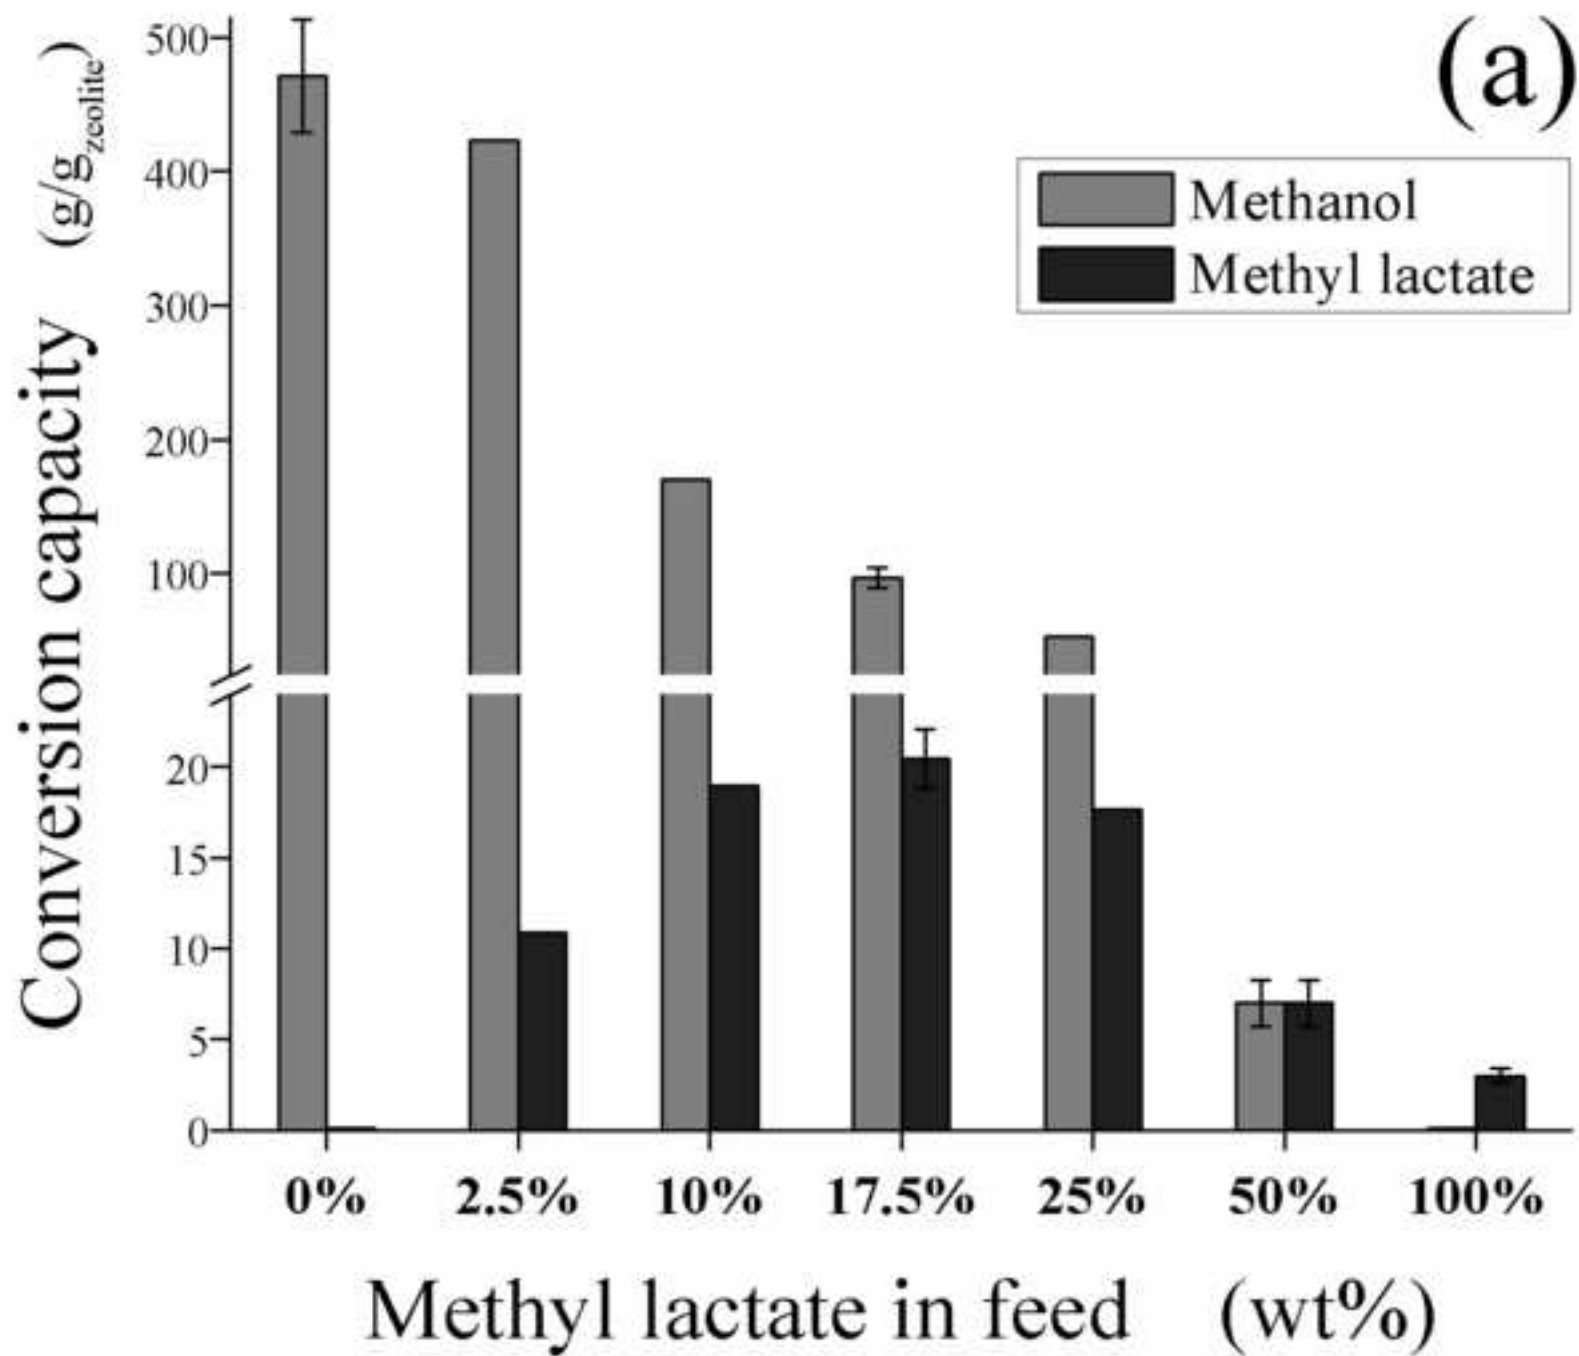 (a)
Methanol
Methyl lactate
Conversion capacity (g/gzeolite)
500
400
300
200
100
20
15
10
5
0
0% 2.5% 10% 17.5% 25% 50% 100%
Methyl lactate in feed (wt%)